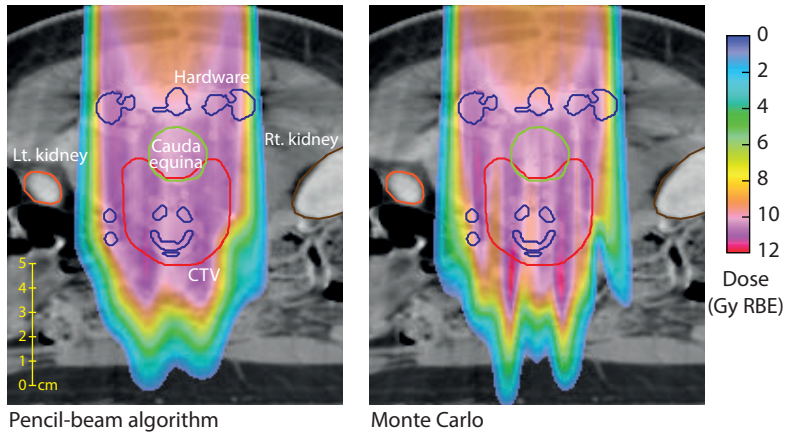 Hardware
Lt. kidney
Cauda
equina
Rt. kidney
CTV
5
4
3
2
1
0 cm
0
2
4
6
8
10
12
Dose
(Gy RBE)
Pencil-beam algorithm
Monte Carlo